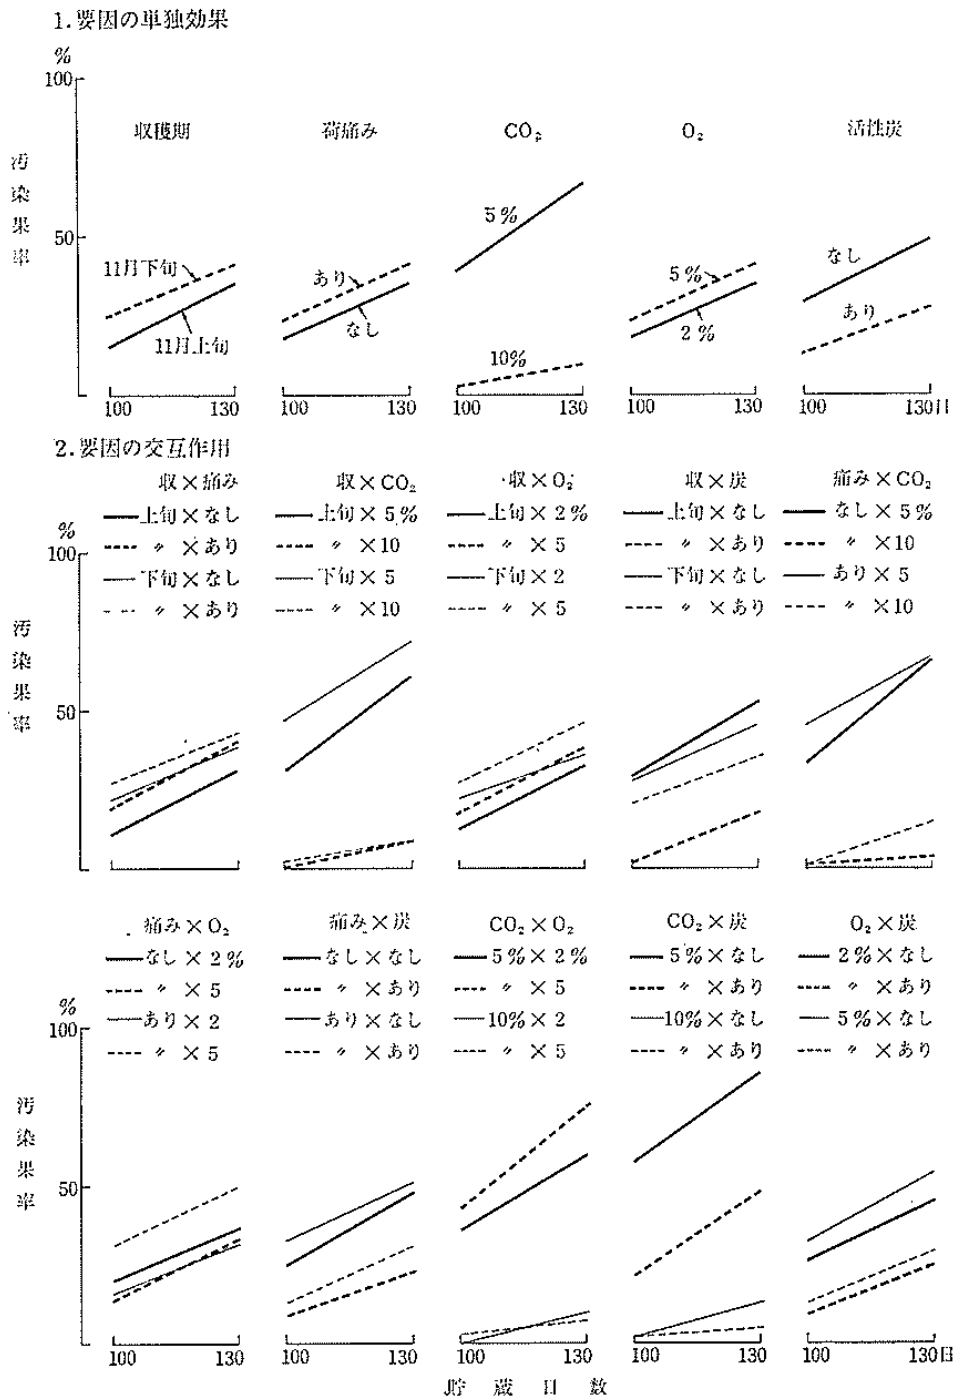 1.要因の単独効果
%
100
収穫期 荷痛み CO₂ O₂ 活性炭
汚染果率
50
11月下旬
11月上旬
あり
なし
5%
10%
5%
2%
なし
あり
100 130 100 130 100 130 100 130 100 130日
2.要因の交互作用
収×痛み 収×CO₂ 収×O₂ 収×炭 痛み×CO₂
上旬×なし 上旬×5% 上旬×2% 上旬×なし なし×5%
〃×あり 〃×10 〃×5 〃×あり 〃×10
下旬×なし 下旬×5 下旬×2 下旬×なし あり×5
〃×あり 〃×10 〃×5 〃×あり 〃×10
%
100
汚染果率
50
痛み×O₂ 痛み×炭 CO₂×O₂ CO₂×炭 O₂×炭
なし×2% なし×なし 5%×2% 5%×なし 2%×なし
〃×5 〃×あり 〃×5 〃×あり 〃×あり
あり×2 あり×なし 10%×2 10%×なし 5%×なし
〃×5 〃×あり 〃×5 〃×あり 〃×あり
%
100
汚染果率
50
100 130 100 130 100 130 100 130 100 130日
貯蔵日数